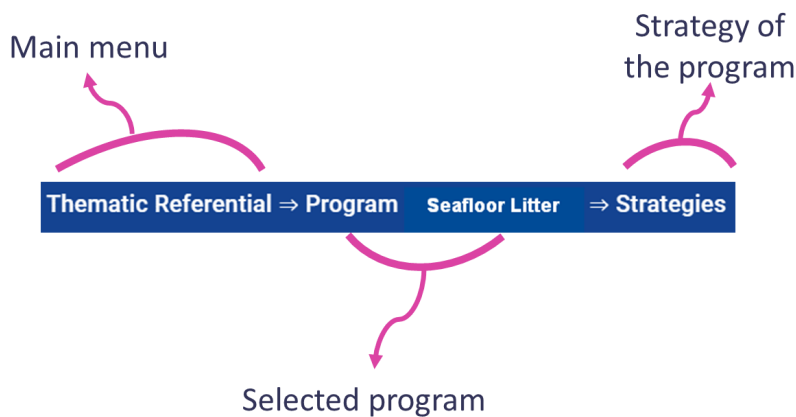 Main menu
Strategy of
the program
Thematic Referential ⇒ Program Seafloor Litter ⇒ Strategies
Selected program